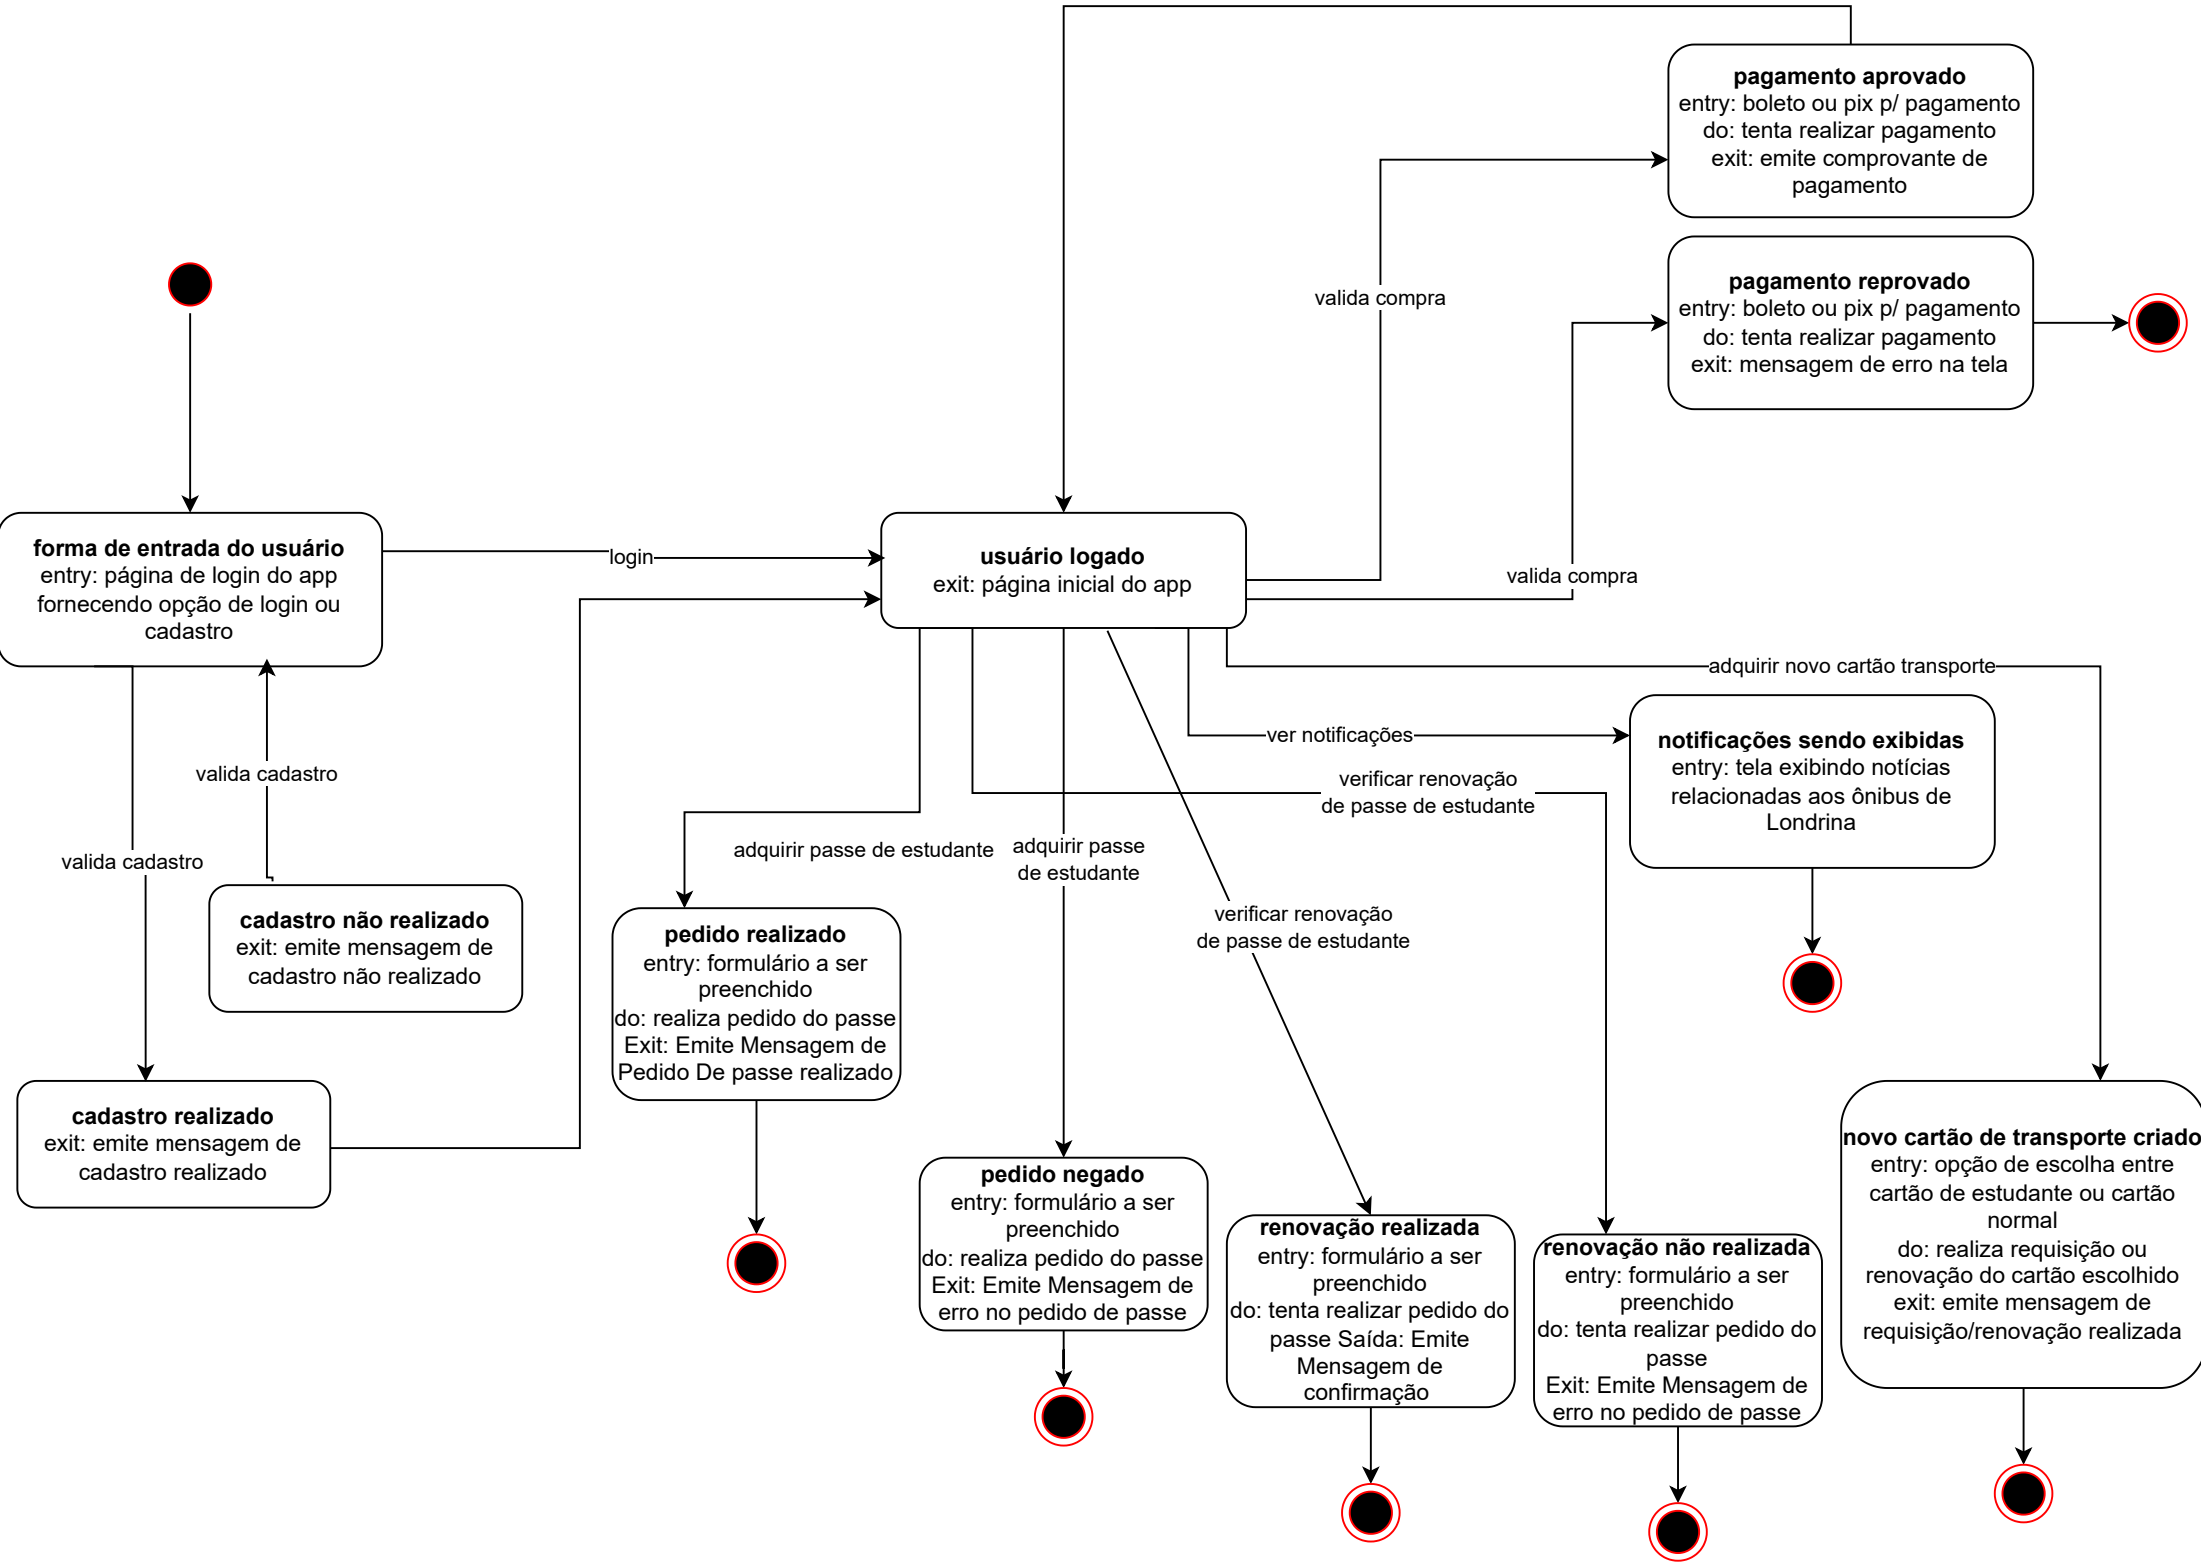 pagamento aprovado
entry: boleto ou pix p/ pagamento
do: tenta realizar pagamento
exit: emite comprovante de
pagamento
pagamento reprovado
entry: boleto ou pix p/ pagamento
do: tenta realizar pagamento
exit: mensagem de erro na tela
valida compra
valida compra
forma de entrada do usuário
entry: página de login do app
fornecendo opção de login ou
cadastro
login
usuário logado
exit: página inicial do app
adquirir novo cartão transporte
ver notificações
notificações sendo exibidas
entry: tela exibindo notícias
relacionadas aos ônibus de
Londrina
valida cadastro
verificar renovação
de passe de estudante
valida cadastro
adquirir passe de estudante
adquirir passe
de estudante
verificar renovação
de passe de estudante
cadastro não realizado
exit: emite mensagem de
cadastro não realizado
pedido realizado
entry: formulário a ser
preenchido
do: realiza pedido do passe
Exit: Emite Mensagem de
Pedido De passe realizado
cadastro realizado
exit: emite mensagem de
cadastro realizado
pedido negado
entry: formulário a ser
preenchido
do: realiza pedido do passe
Exit: Emite Mensagem de
erro no pedido de passe
renovação realizada
entry: formulário a ser
preenchido
do: tenta realizar pedido do
passe Saída: Emite
Mensagem de
confirmação
renovação não realizada
entry: formulário a ser
preenchido
do: tenta realizar pedido do
passe
Exit: Emite Mensagem de
erro no pedido de passe
novo cartão de transporte criado
entry: opção de escolha entre
cartão de estudante ou cartão
normal
do: realiza requisição ou
renovação do cartão escolhido
exit: emite mensagem de
requisição/renovação realizada